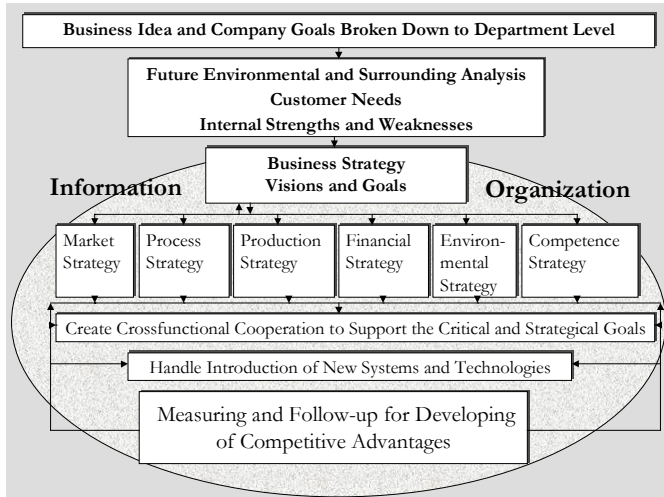 Business Idea and Company Goals Broken Down to Department Level
Future Environmental and Surrounding Analysis
Customer Needs
Internal Strengths and Weaknesses
Business Strategy
Visions and Goals
Information
Organization
Market
Strategy
Process
Strategy
Production
Strategy
Financial
Strategy
Environ-
mental
Strategy
Competence
Strategy
Create Crossfunctional Cooperation to Support the Critical and Strategical Goals
Handle Introduction of New Systems and Technologies
Measuring and Follow-up for Developing
of Competitive Advantages